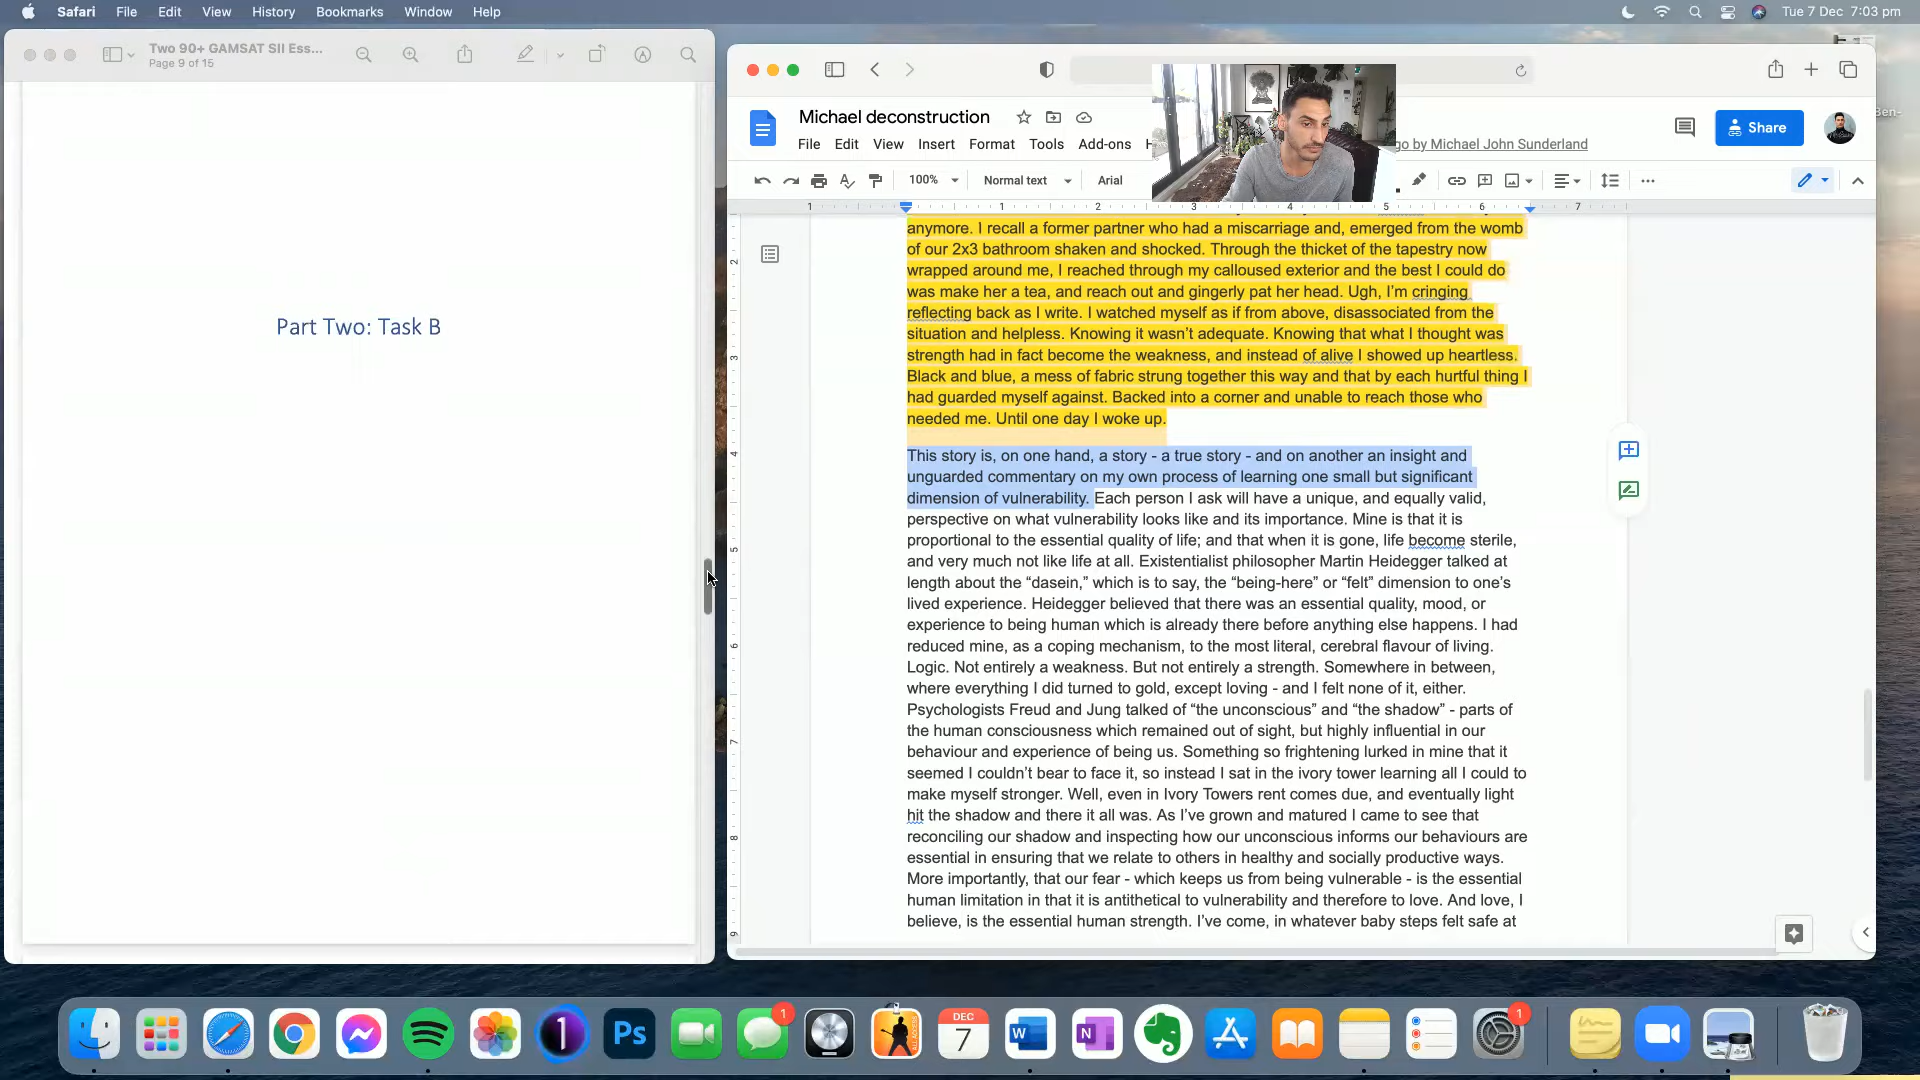 Safari File Edit View History Bookmarks Window Help
Tue 7 Dec 7:03 pm
Two 90+ GAMSAT SII Ess...
Page 9 of 15
Part Two: Task B
Michael deconstruction
Share
File Edit View Insert Format Tools Add-ons
go by Michael John Sunderland
100% Normal text Arial
1 1 2 3 4 5 6 7
anymore. I recall a former partner who had a miscarriage and, emerged from the womb
of our 2x3 bathroom shaken and shocked. Through the thicket of the tapestry now
wrapped around me, I reached through my calloused exterior and the best I could do
was make her a tea, and reach out and gingerly pat her head. Ugh, I'm cringing
reflecting back as I write. I watched myself as if from above, disassociated from the
situation and helpless. Knowing it wasn't adequate. Knowing that what I thought was
strength had in fact become the weakness, and instead of alive I showed up heartless.
Black and blue, a mess of fabric strung together this way and that by each hurtful thing I
had guarded myself against. Backed into a corner and unable to reach those who
needed me. Until one day I woke up.
This story is, on one hand, a story - a true story - and on another an insight and
unguarded commentary on my own process of learning one small but significant
dimension of vulnerability. Each person I ask will have a unique, and equally valid,
perspective on what vulnerability looks like and its importance. Mine is that it is
proportional to the essential quality of life; and that when it is gone, life become sterile,
and very much not like life at all. Existentialist philosopher Martin Heidegger talked at
length about the “dasein,” which is to say, the “being-here” or “felt” dimension to one's
lived experience. Heidegger believed that there was an essential quality, mood, or
experience to being human which is already there before anything else happens. I had
reduced mine, as a coping mechanism, to the most literal, cerebral flavour of living.
Logic. Not entirely a weakness. But not entirely a strength. Somewhere in between,
where everything I did turned to gold, except loving - and I felt none of it, either.
Psychologists Freud and Jung talked of “the unconscious” and “the shadow” - parts of
the human consciousness which remained out of sight, but highly influential in our
behaviour and experience of being us. Something so frightening lurked in mine that it
seemed I couldn't bear to face it, so instead I sat in the ivory tower learning all I could to
make myself stronger. Well, even in Ivory Towers rent comes due, and eventually light
hit the shadow and there it all was. As I've grown and matured I came to see that
reconciling our shadow and inspecting how our unconscious informs our behaviours are
essential in ensuring that we relate to others in healthy and socially productive ways.
More importantly, that our fear - which keeps us from being vulnerable - is the essential
human limitation in that it is antithetical to vulnerability and therefore to love. And love, I
believe, is the essential human strength. I've come, in whatever baby steps felt safe at
2
3
4
5
6
7
8
9
Ben-
1
DEC
7
1